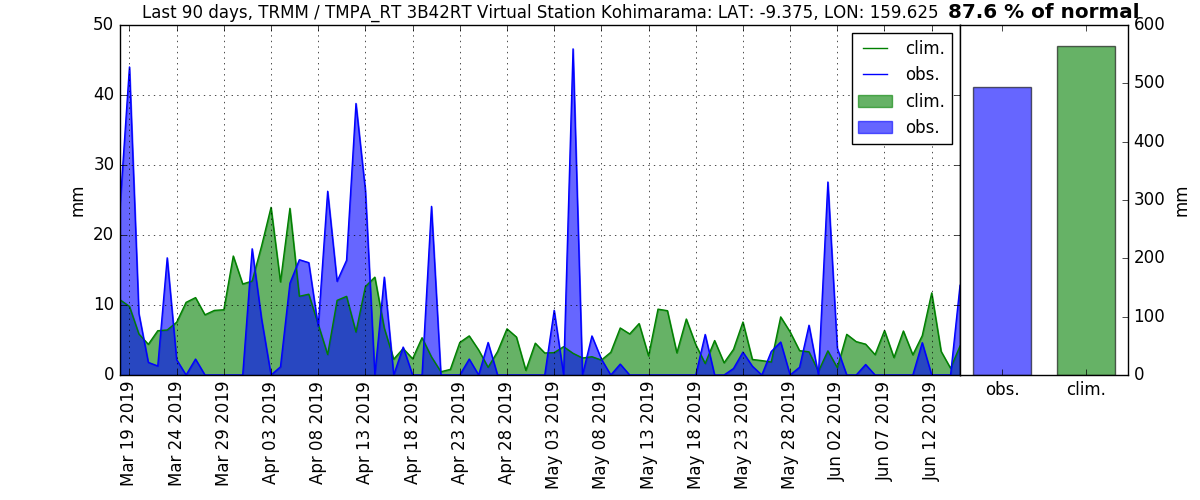 Last 90 days, TRMM / TMPA_RT 3B42RT Virtual Station Kohimarama: LAT: -9.375, LON: 159.625 87.6 % of normal
50
40
30
20
10
0
mm
clim.
obs.
clim.
obs.
600
500
400
300
200
100
0
mm
Mar 19 2019
Mar 24 2019
Mar 29 2019
Apr 03 2019
Apr 08 2019
Apr 13 2019
Apr 18 2019
Apr 23 2019
Apr 28 2019
May 03 2019
May 08 2019
May 13 2019
May 18 2019
May 23 2019
May 28 2019
Jun 02 2019
Jun 07 2019
Jun 12 2019
obs.
clim.